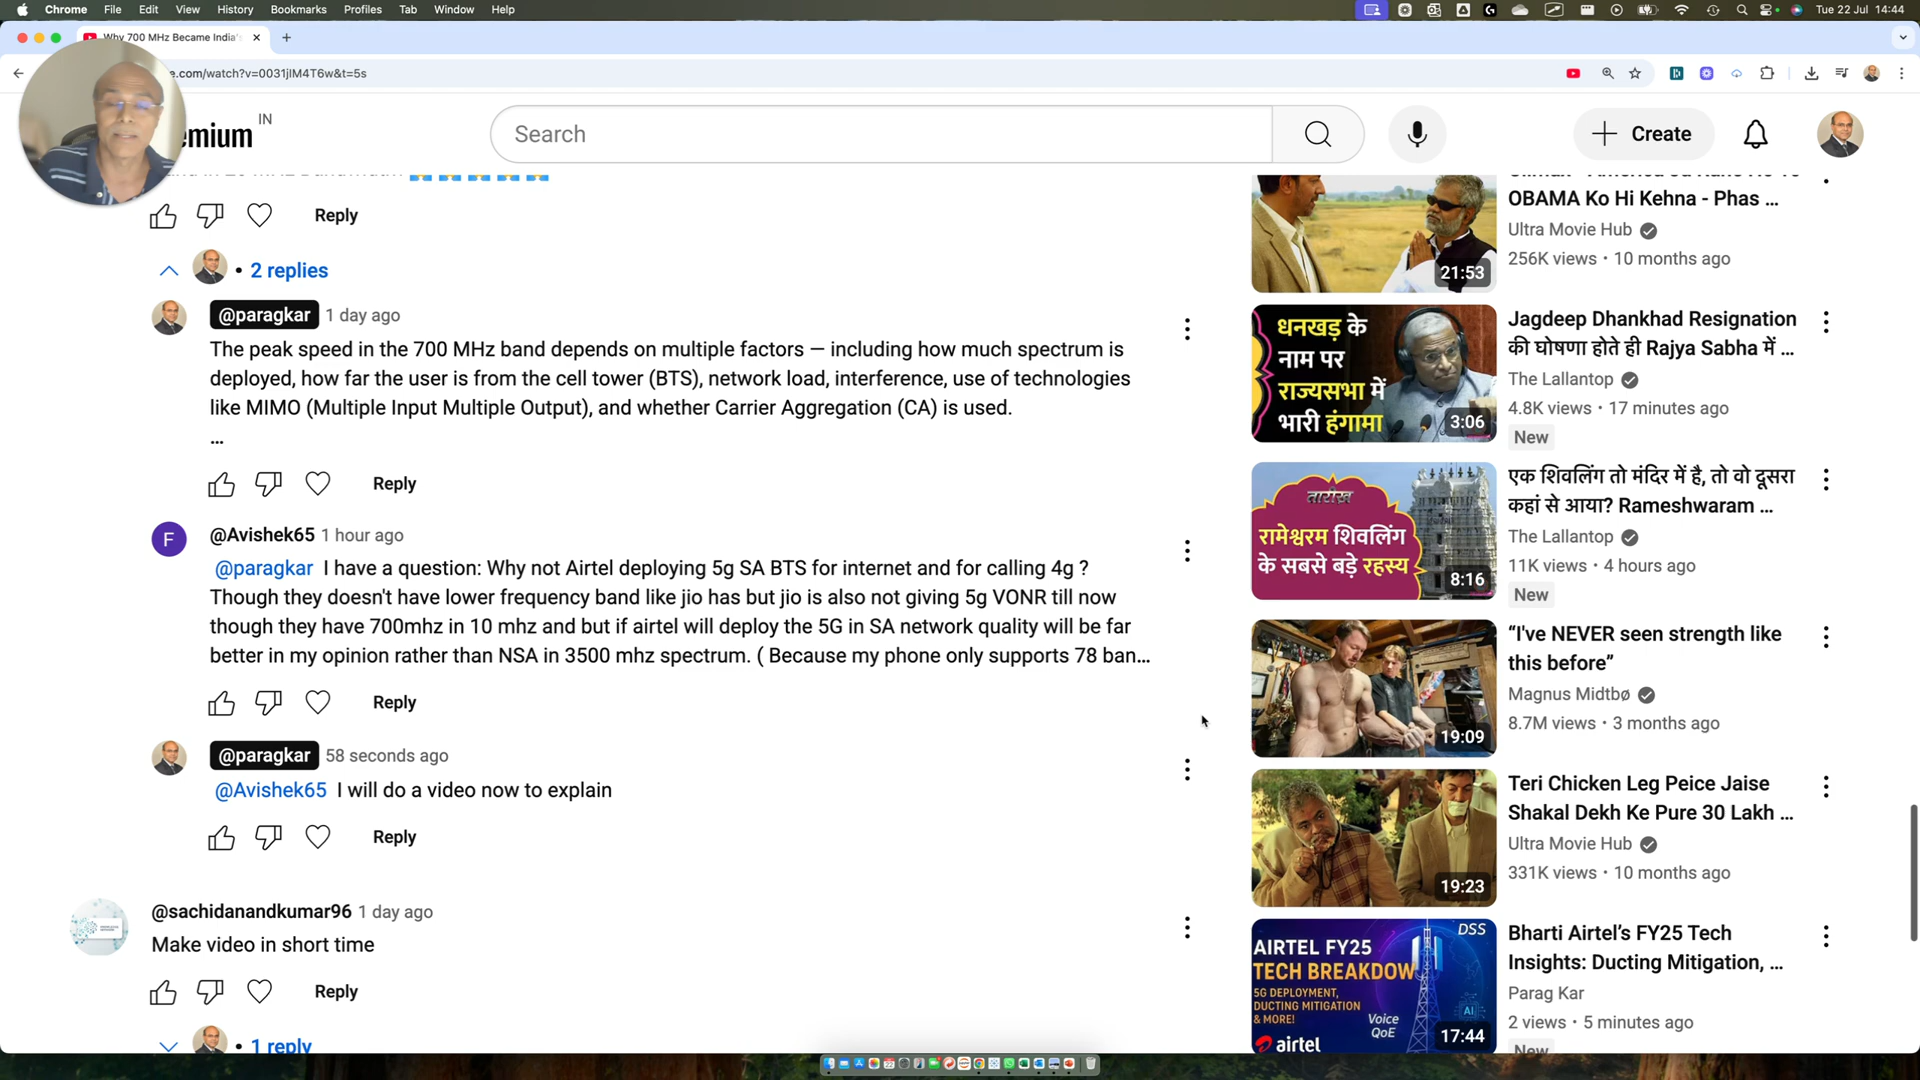 Chrome File Edit View History Bookmarks Profiles Tab Window Help
Tue 22 Jul 14:44
Why 700 MHz Became India's
e.com/watch?v=0031jlM4T6w&t=5s
emium IN
Search
Create
Reply
2 replies
@paragkar 1 day ago
The peak speed in the 700 MHz band depends on multiple factors — including how much spectrum is
deployed, how far the user is from the cell tower (BTS), network load, interference, use of technologies
like MIMO (Multiple Input Multiple Output), and whether Carrier Aggregation (CA) is used.
...
Reply
F
@Avishek65 1 hour ago
@paragkar I have a question: Why not Airtel deploying 5g SA BTS for internet and for calling 4g ?
Though they doesn't have lower frequency band like jio has but jio is also not giving 5g VONR till now
though they have 700mhz in 10 mhz and but if airtel will deploy the 5G in SA network quality will be far
better in my opinion rather than NSA in 3500 mhz spectrum. ( Because my phone only supports 78 ban...
Reply
@paragkar 58 seconds ago
@Avishek65 I will do a video now to explain
Reply
@sachidanandkumar96 1 day ago
Make video in short time
Reply
1 reply
OBAMA Ko Hi Kehna - Phas ...
Ultra Movie Hub
256K views • 10 months ago
21:53
धनखड़ के
नाम पर
राज्यसभा में
भारी हंगामा
3:06
Jagdeep Dhankhad Resignation
की घोषणा होते ही Rajya Sabha में ...
The Lallantop
4.8K views • 17 minutes ago
New
तारीख़
रामेश्वरम शिवलिंग
के सबसे बड़े रहस्य
8:16
एक शिवलिंग तो मंदिर में है, तो वो दूसरा
कहां से आया? Rameshwaram ...
The Lallantop
11K views • 4 hours ago
New
19:09
“I've NEVER seen strength like
this before”
Magnus Midtbø
8.7M views • 3 months ago
19:23
Teri Chicken Leg Peice Jaise
Shakal Dekh Ke Pure 30 Lakh ...
Ultra Movie Hub
331K views • 10 months ago
DSS
AIRTEL FY25
TECH BREAKDOW
5G DEPLOYMENT,
DUCTING MITIGATION
& MORE!
Voice
QoE
AI
airtel
17:44
Bharti Airtel’s FY25 Tech
Insights: Ducting Mitigation, ...
Parag Kar
2 views • 5 minutes ago
New